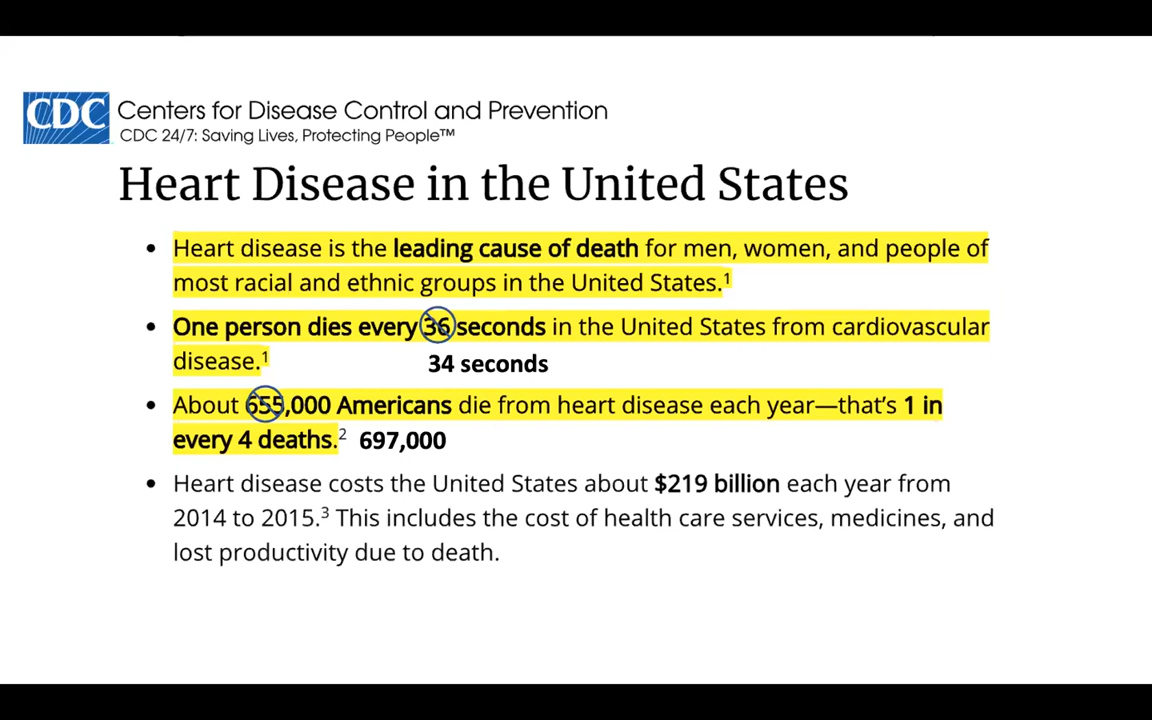 CDC
Centers for Disease Control and Prevention
CDC 24/7: Saving Lives, Protecting People™
Heart Disease in the United States
• Heart disease is the leading cause of death for men, women, and people of
most racial and ethnic groups in the United States.¹
• One person dies every 36 seconds in the United States from cardiovascular
disease.¹
34 seconds
• About 655,000 Americans die from heart disease each year—that's 1 in
every 4 deaths.² 697,000
• Heart disease costs the United States about $219 billion each year from
2014 to 2015.³ This includes the cost of health care services, medicines, and
lost productivity due to death.